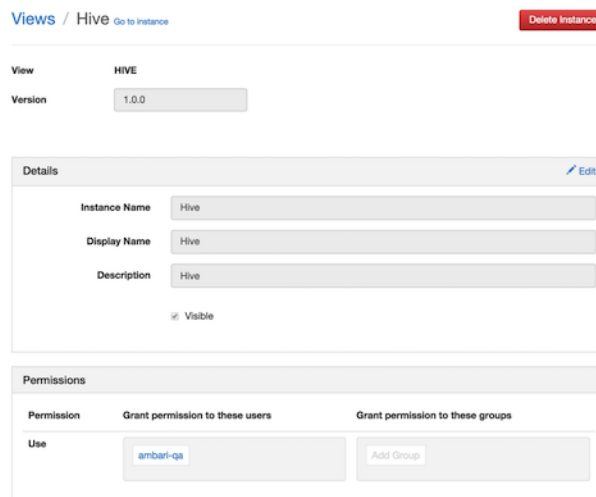 Views / Hive Go to instance
Delete Instance
View HIVE
Version 1.0.0
Details Edit
Instance Name Hive
Display Name Hive
Description Hive
Visible
Permissions
Permission Grant permission to these users Grant permission to these groups
Use ambari-qa Add Group